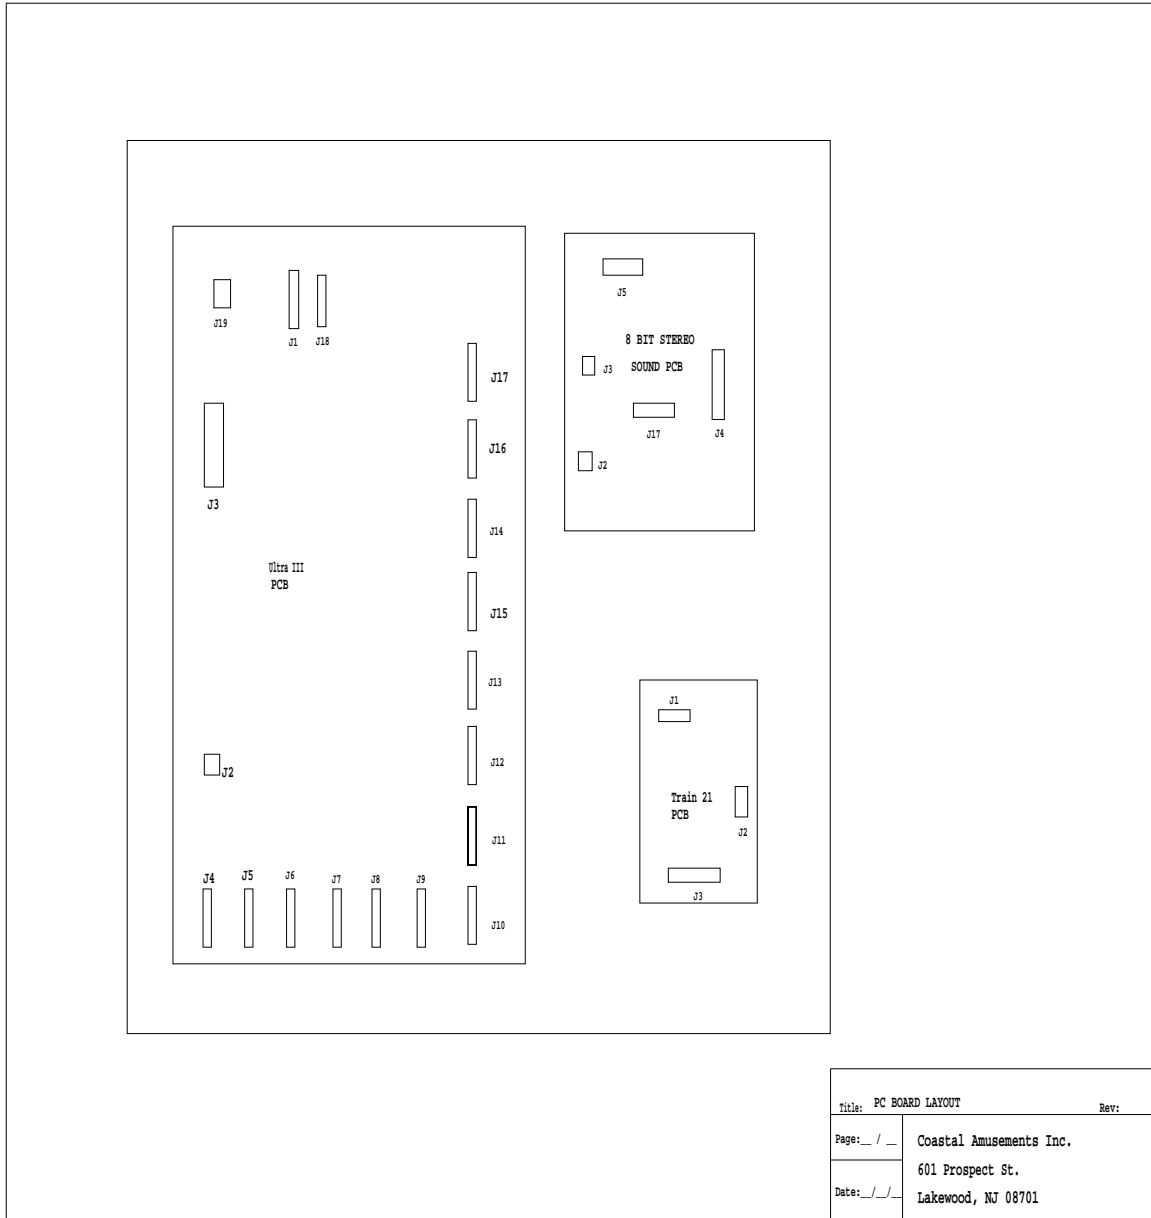 J19
J1
J18
J17
J16
J3
J14
Ultra III
PCB
J15
J13
J12
J2
J11
J4
J5
J6
J7
J8
J9
J10
J5
8 BIT STEREO
SOUND PCB
J3
J17
J4
J2
J1
Train 21
PCB
J2
J3
Title: PC BOARD LAYOUT Rev:
Page:__ / __
Coastal Amusements Inc.
601 Prospect St.
Date:__/__/__
Lakewood, NJ 08701